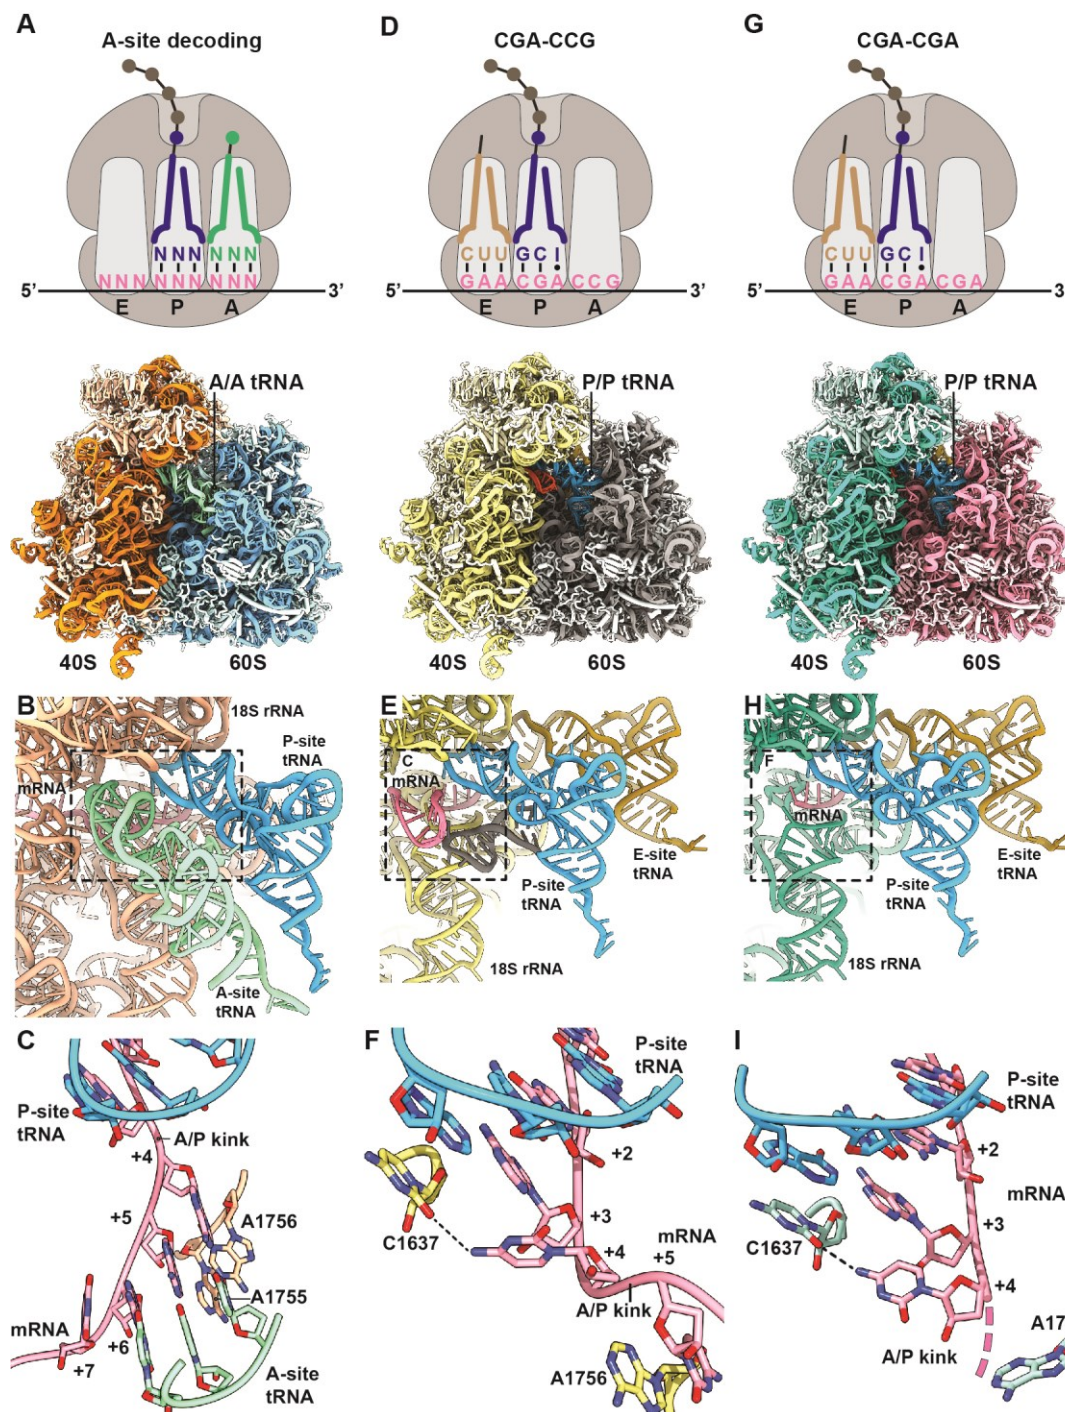 A
A-site decoding
NNN NNN
NNN NNN NNN
5' 3'
E P A
A/A tRNA
40S 60S
D
CGA-CCG
CUU GCI
GAA CGA CCG
5' 3'
E P A
P/P tRNA
40S 60S
G
CGA-CGA
CUU GCI
GAA CGA CGA
5' 3
E P A
P/P tRNA
40S 60S
B
18S rRNA
P-site
tRNA
mRNA
A-site
tRNA
E
C
mRNA
E-site
tRNA
P-site
tRNA
18S rRNA
H
F
mRNA
E-site
tRNA
P-site
tRNA
18S rRNA
C
P-site
tRNA
A/P kink
+4
+5
A1756
A1755
mRNA
+6
+7
A-site
tRNA
F
P-site
tRNA
+2
C1637
+3
mRNA
+4
+5
A/P kink
A1756
I
P-site
tRNA
+2
mRNA
C1637
+3
+4
A/P kink
A17